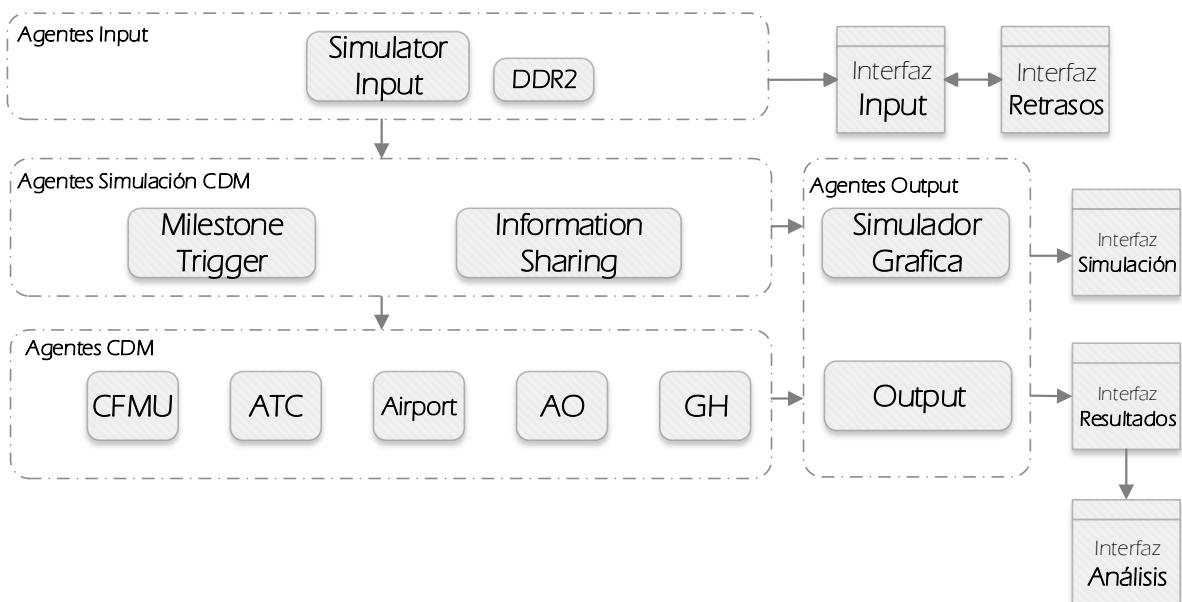 Agentes Input
Simulator
Input
DDR2
Interfaz
Input
Interfaz
Retrasos
Agentes Simulación CDM
Milestone
Trigger
Information
Sharing
Agentes Output
Simulador
Grafica
Interfaz
Simulación
Agentes CDM
CFMU
ATC
Airport
AO
GH
Output
Interfaz
Resultados
Interfaz
Análisis